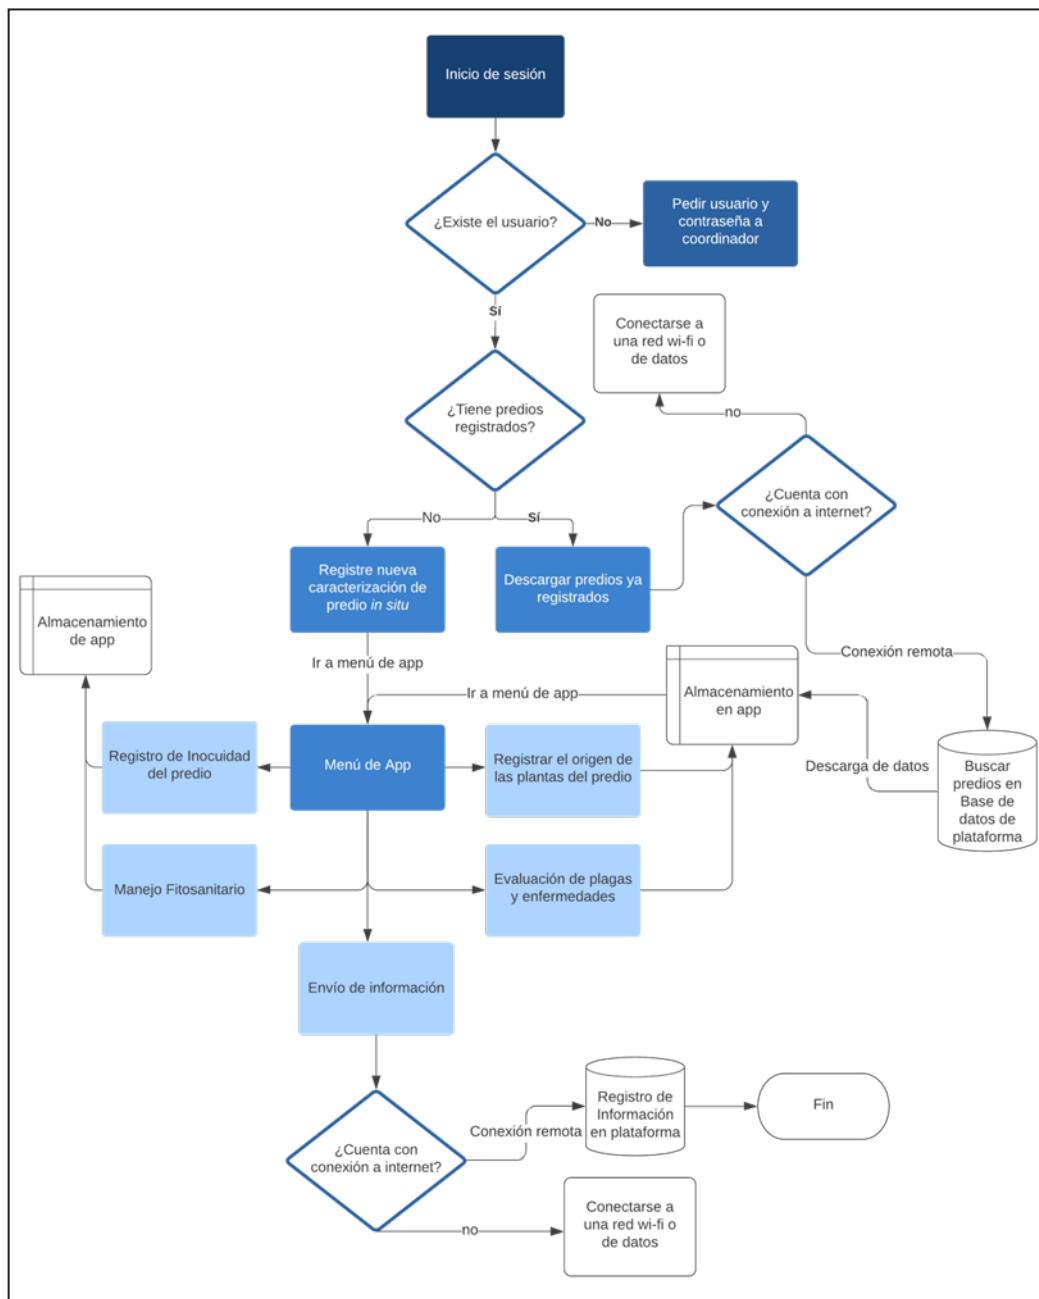 Inicio de sesión
¿Existe el usuario?
No
Pedir usuario y
contraseña a
coordinador
Sí
Conectarse a
una red wi-fi o
de datos
¿Tiene predios
registrados?
no
¿Cuenta con
conexión a internet?
No
Sí
Registre nueva
caracterización de
predio in situ
Descargar predios ya
registrados
Almacenamiento
de app
Ir a menú de app
Conexión remota
Ir a menú de app
Almacenamiento
en app
Registro de Inocuidad
del predio
Menú de App
Registrar el origen de
las plantas del predio
Descarga de datos
Buscar
predios en
Base de
datos de
plataforma
Manejo Fitosanitario
Evaluación de plagas
y enfermedades
Envío de información
¿Cuenta con
conexión a internet?
Conexión remota
Registro de
Información
en plataforma
Fin
no
Conectarse a
una red wi-fi o
de datos